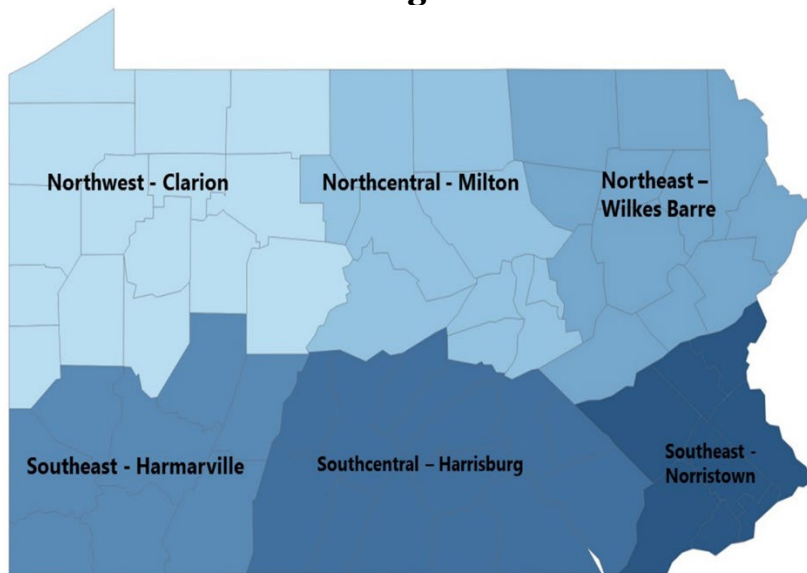 Northwest - Clarion
Northcentral - Milton
Northeast –
Wilkes Barre
Southeast - Harmarville
Southcentral – Harrisburg
Southeast -
Norristown